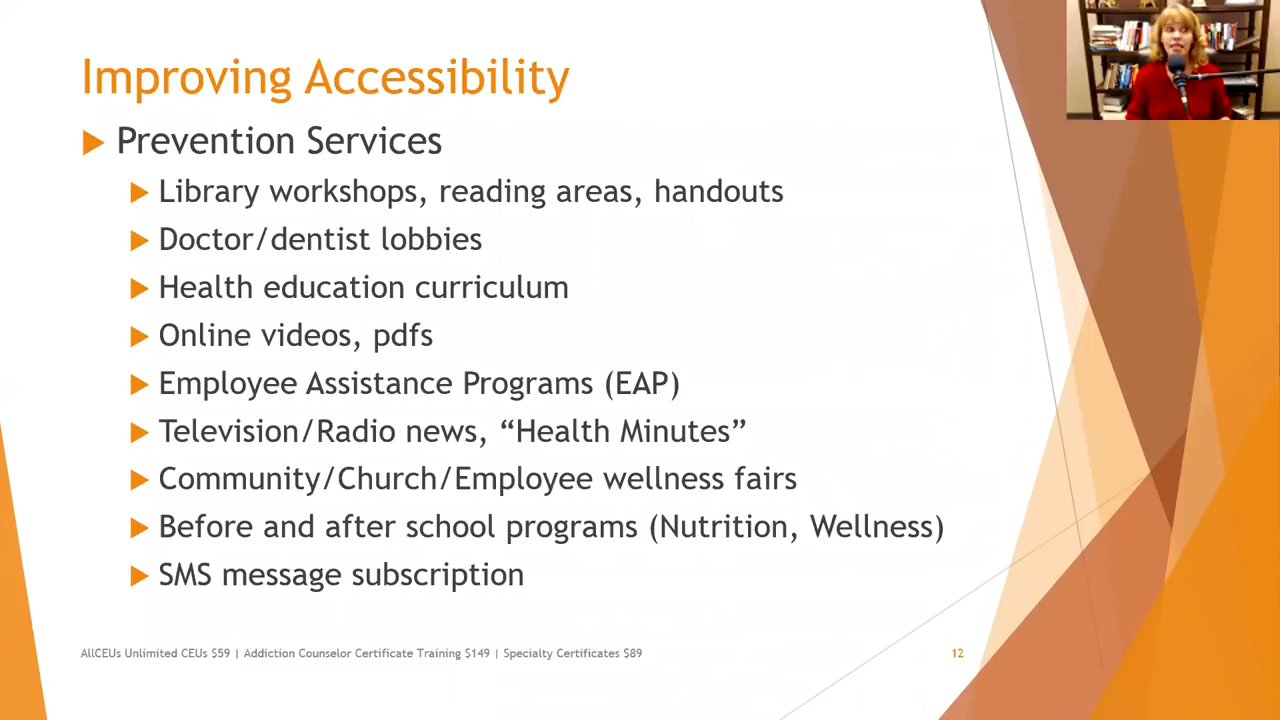 Improving Accessibility
Prevention Services
Library workshops, reading areas, handouts
Doctor/dentist lobbies
Health education curriculum
Online videos, pdfs
Employee Assistance Programs (EAP)
Television/Radio news, “Health Minutes”
Community/Church/Employee wellness fairs
Before and after school programs (Nutrition, Wellness)
SMS message subscription
AllCEUs Unlimited CEUs $59 | Addiction Counselor Certificate Training $149 | Specialty Certificates $89
12